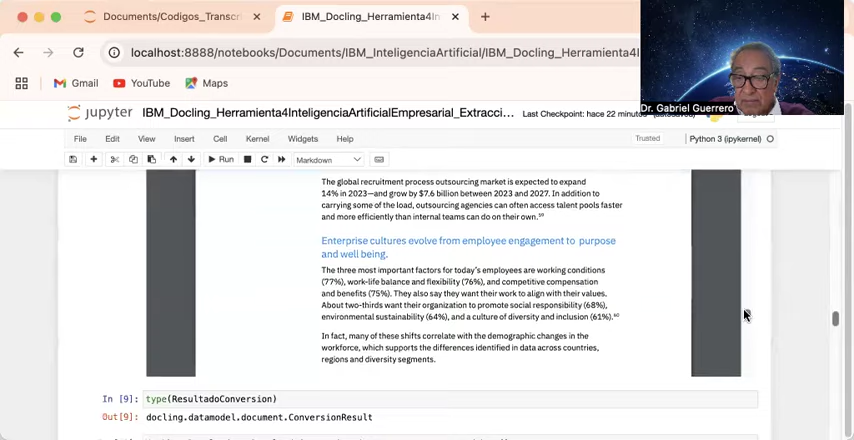 Documents/Codigos_Transcri
IBM_Docling_Herramienta4In
localhost:8888/notebooks/Documents/IBM_InteligenciaArtificial/IBM_Docling_Herramienta4I
Gmail
YouTube
Maps
Dr. Gabriel Guerrero
jupyter
IBM_Docling_Herramienta4InteligenciaArtificialEmpresarial_Extracci...
Last Checkpoint: hace 22 minutos
File Edit View Insert Cell Kernel Widgets Help
Trusted
Python 3 (ipykernel)
Run
Markdown
The global recruitment process outsourcing market is expected to expand
14% in 2023—and grow by $7.6 billion between 2023 and 2027. In addition to
carrying some of the load, outsourcing agencies can often access talent pools faster
and more efficiently than internal teams can do on their own.⁵⁹
Enterprise cultures evolve from employee engagement to purpose
and well being.
The three most important factors for today's employees are working conditions
(77%), work-life balance and flexibility (76%), and competitive compensation
and benefits (75%). They also say they want their work to align with their values.
About two-thirds want their organization to promote social responsibility (68%),
environmental sustainability (64%), and a culture of diversity and inclusion (61%).⁶⁰
In fact, many of these shifts correlate with the demographic changes in the
workforce, which supports the differences identified in data across countries,
regions and diversity segments.
In [9]: type(ResultadoConversion)
Out[9]: docling.datamodel.document.ConversionResult